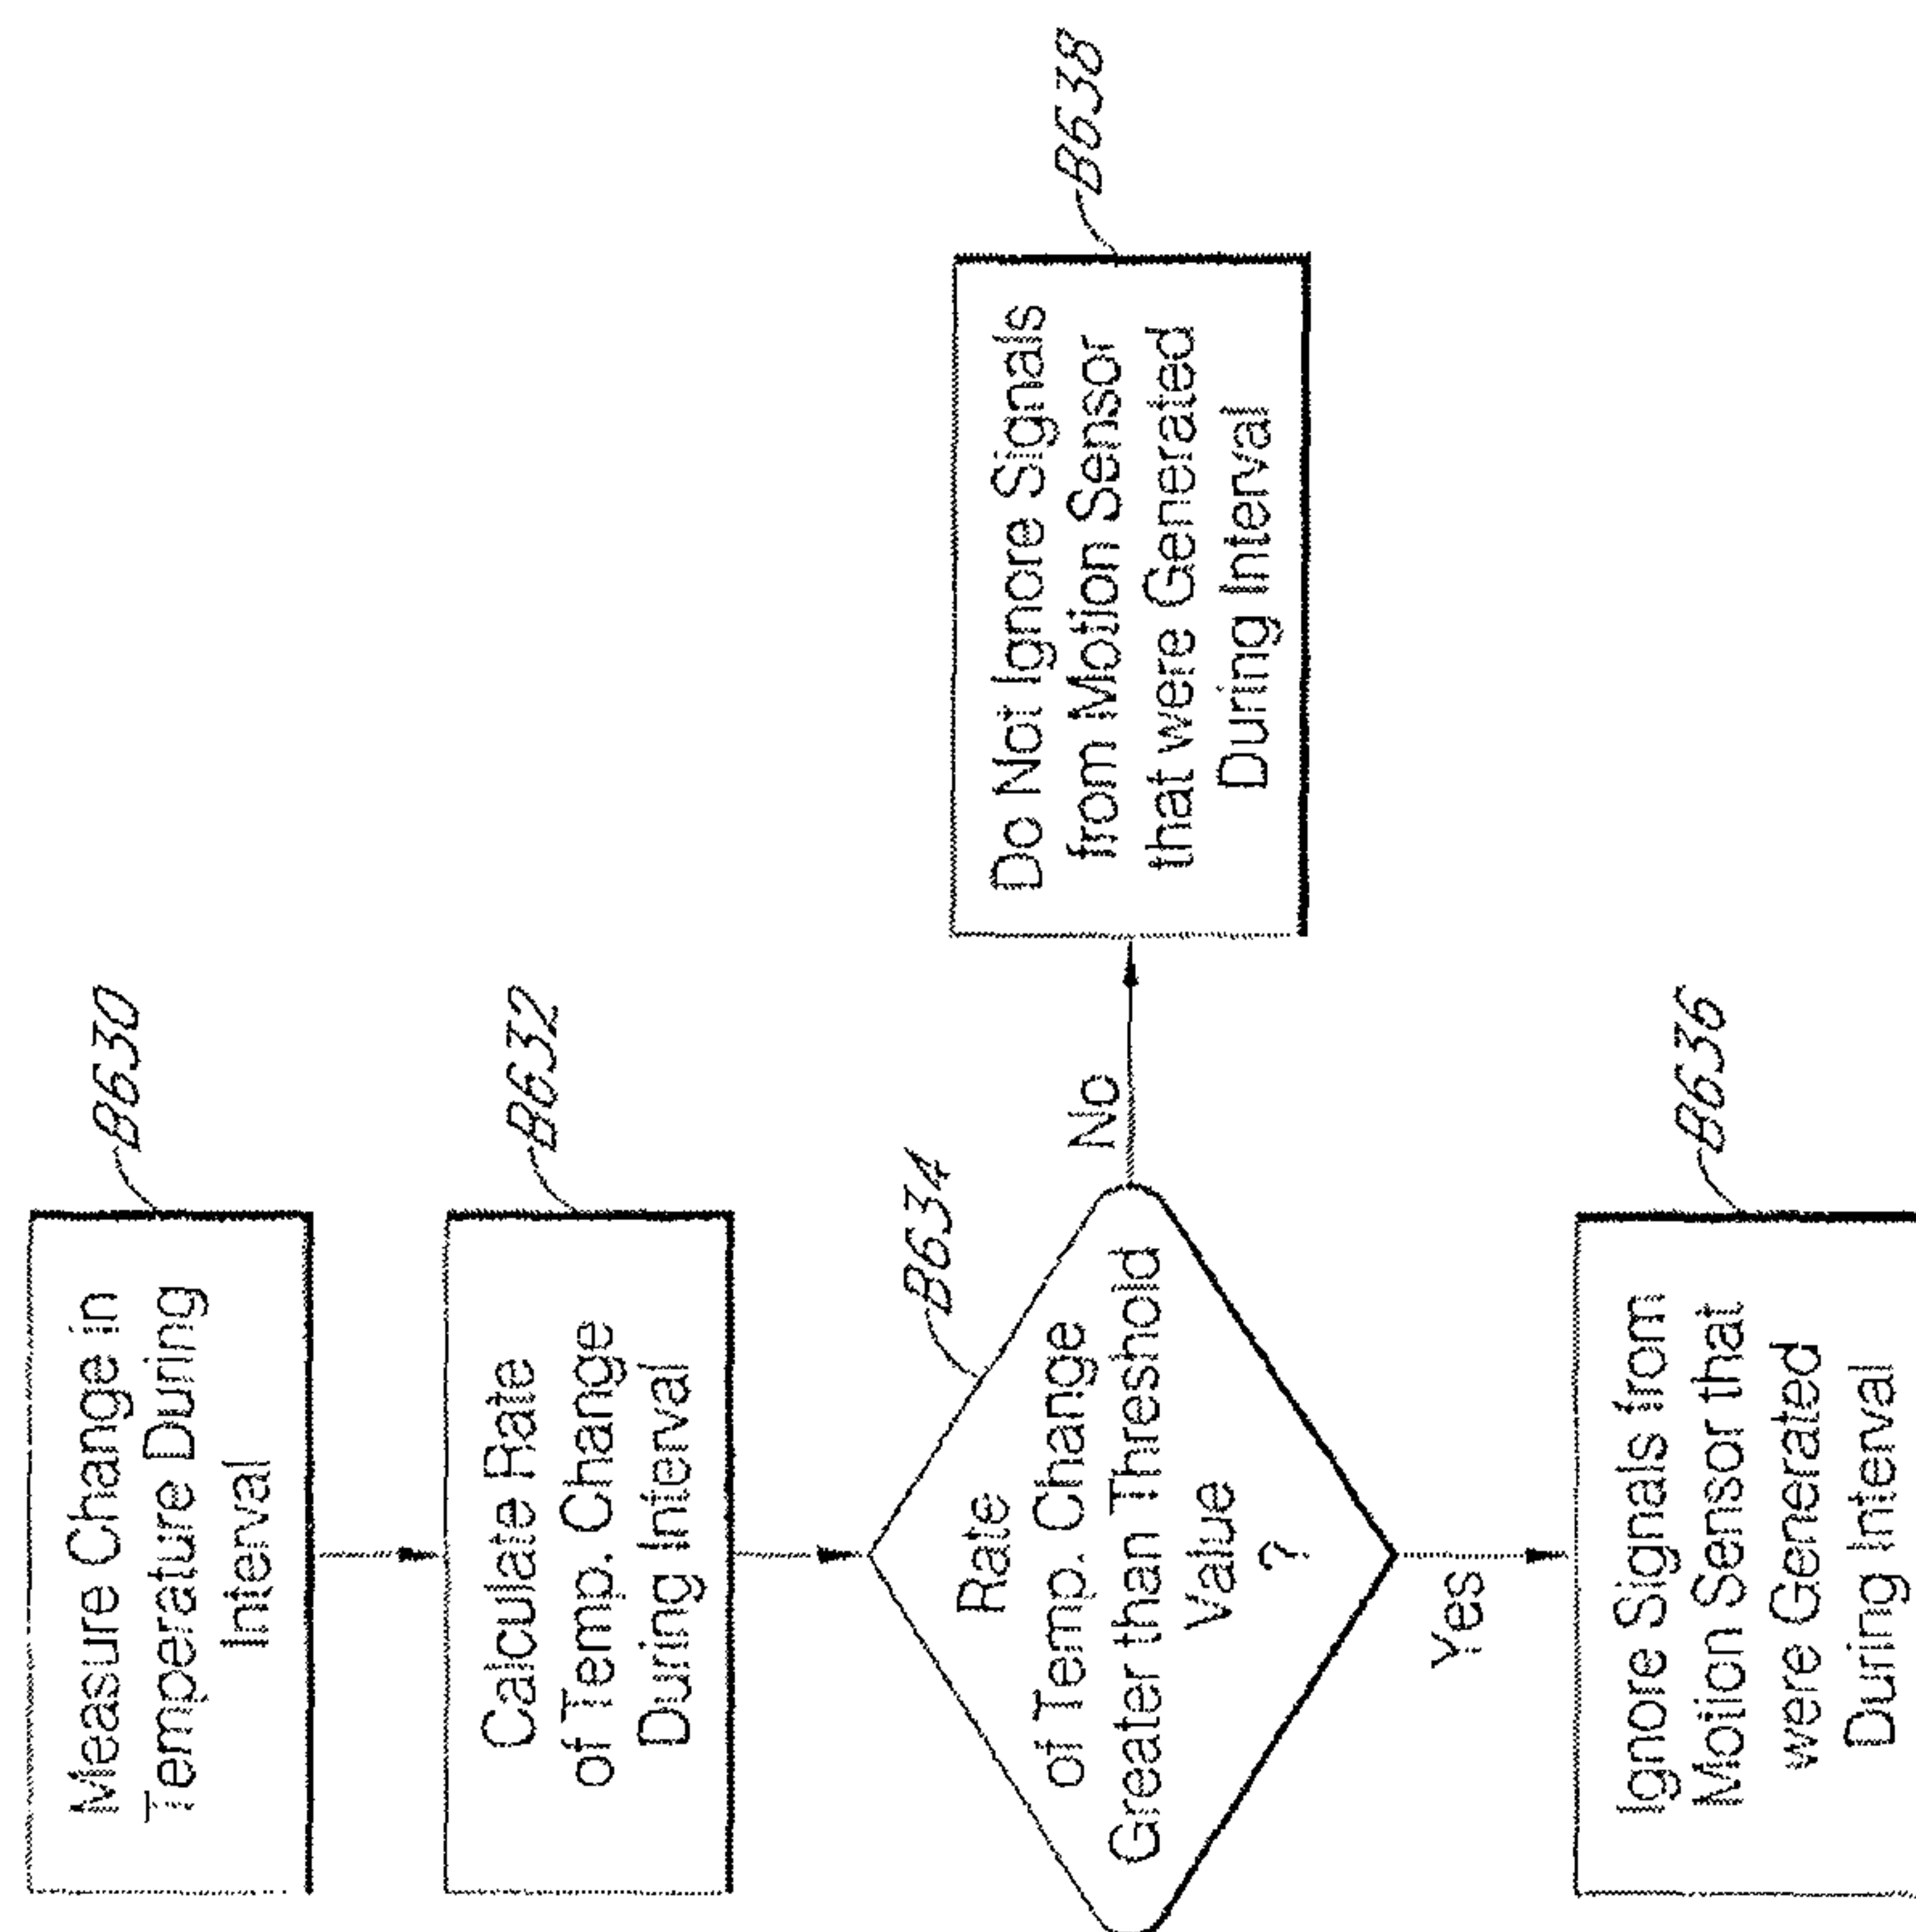 B630
Measure Change in
Temperature During
Interval
B632
Calculate Rate
of Temp. Change
During Interval
B634
Rate
of Temp. Change
Greater than Threshold
Value
?
No
B638
Do Not Ignore Signals
from Motion Sensor
that were Generated
During Interval
Yes
B636
Ignore Signals from
Motion Sensor that
were Generated
During Interval